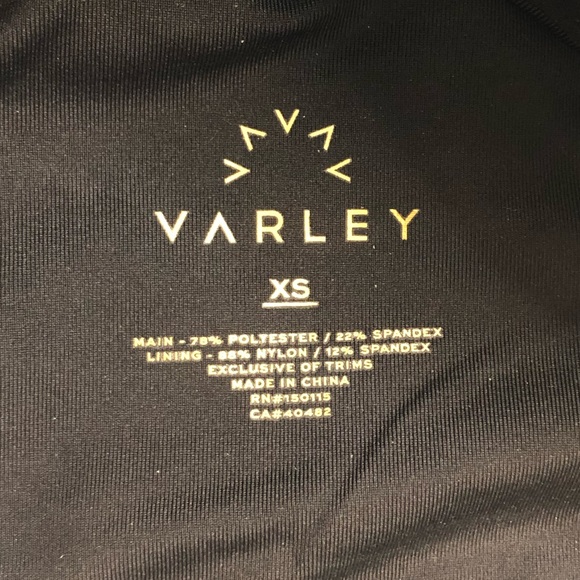 VARLEY
XS
MAIN - 78% POLYESTER / 22% SPANDEX
LINING - 88% NYLON / 12% SPANDEX
EXCLUSIVE OF TRIMS
MADE IN CHINA
RN#150115
CA#40482